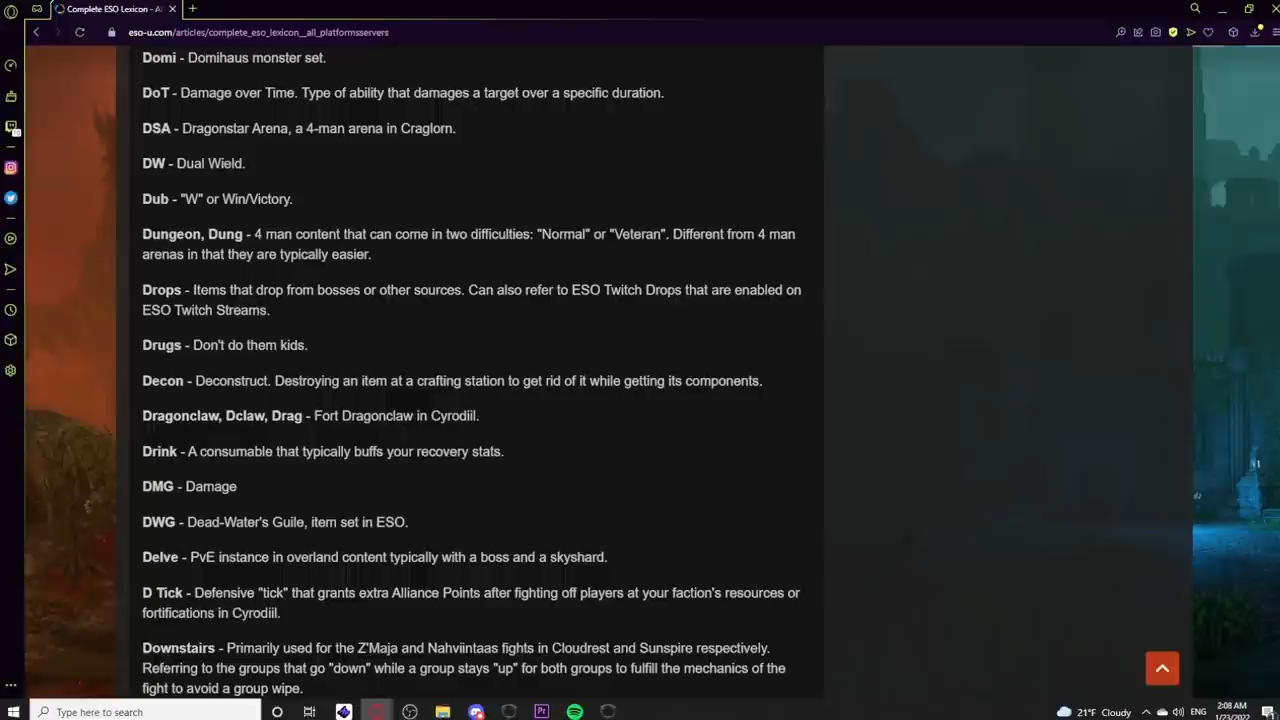 Complete ESO Lexicon - A
eso-u.com/articles/complete_eso_lexicon__all_platformsservers
Domi - Domihaus monster set.
DoT - Damage over Time. Type of ability that damages a target over a specific duration.
DSA - Dragonstar Arena, a 4-man arena in Craglorn.
DW - Dual Wield.
Dub - "W" or Win/Victory.
Dungeon, Dung - 4 man content that can come in two difficulties: "Normal" or "Veteran". Different from 4 man
arenas in that they are typically easier.
Drops - Items that drop from bosses or other sources. Can also refer to ESO Twitch Drops that are enabled on
ESO Twitch Streams.
Drugs - Don't do them kids.
Decon - Deconstruct. Destroying an item at a crafting station to get rid of it while getting its components.
Dragonclaw, Dclaw, Drag - Fort Dragonclaw in Cyrodiil.
Drink - A consumable that typically buffs your recovery stats.
DMG - Damage
DWG - Dead-Water's Guile, item set in ESO.
Delve - PvE instance in overland content typically with a boss and a skyshard.
D Tick - Defensive "tick" that grants extra Alliance Points after fighting off players at your faction's resources or
fortifications in Cyrodiil.
Downstairs - Primarily used for the Z'Maja and Nahviintaas fights in Cloudrest and Sunspire respectively.
Referring to the groups that go "down" while a group stays "up" for both groups to fulfill the mechanics of the
fight to avoid a group wipe.
Type here to search
Pr
21°F Cloudy
ENG
2:08 AM
1/23/2022